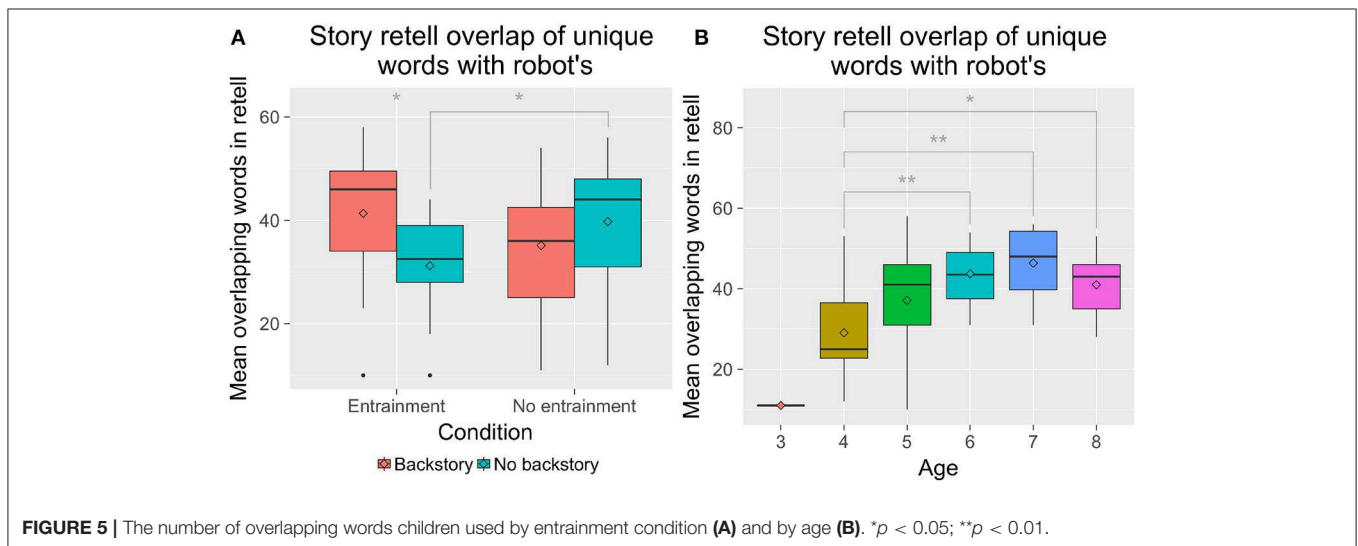 A
Story retell overlap of unique
words with robot's
Mean overlapping words in retell
60
40
20
*
*
Entrainment
No entrainment
Condition
Backstory
No backstory
B
Story retell overlap of unique
words with robot's
Mean overlapping words in retell
80
60
40
20
*
**
**
3
4
5
6
7
8
Age
FIGURE 5 | The number of overlapping words children used by entrainment condition (A) and by age (B). *p < 0.05; **p < 0.01.